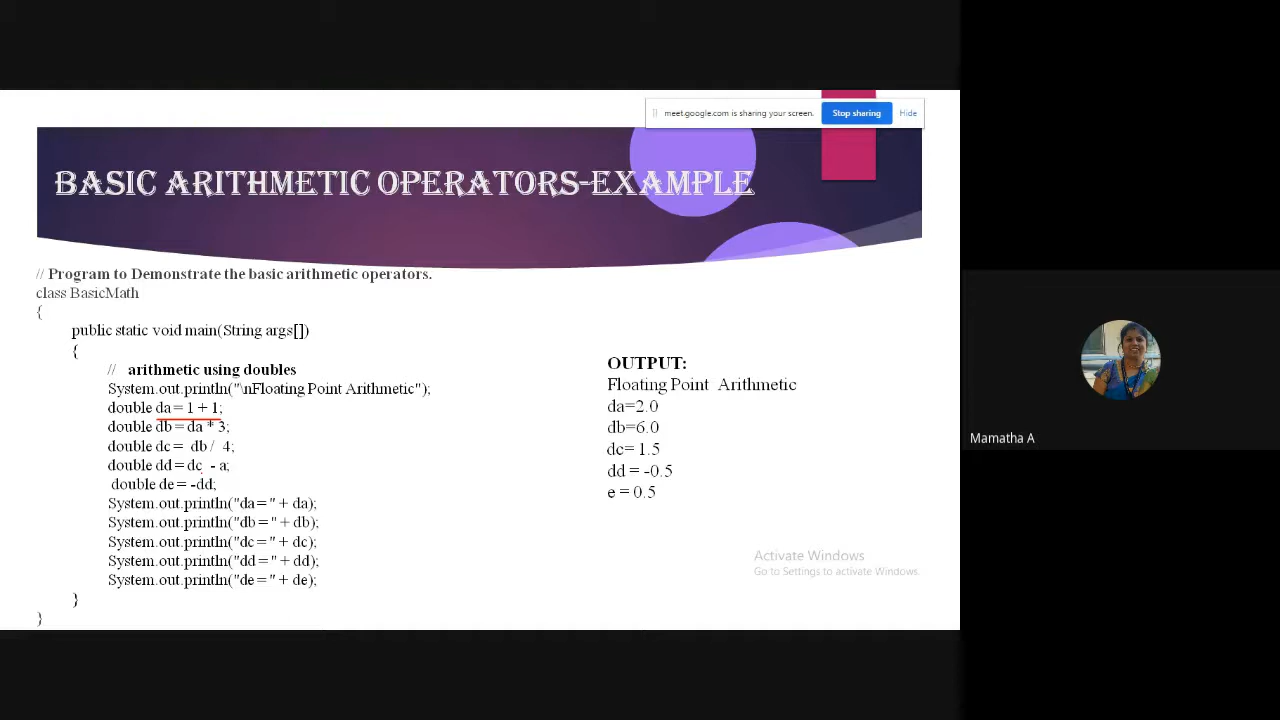 meet.google.com is sharing your screen. Stop sharing Hide
BASIC ARITHMETIC OPERATORS-EXAMPLE
// Program to Demonstrate the basic arithmetic operators.
class BasicMath
{
public static void main(String args[])
{
// arithmetic using doubles
System.out.println("\nFloating Point Arithmetic");
double da = 1 + 1;
double db = da * 3;
double dc = db / 4;
double dd = dc - a;
double de = -dd;
System.out.println("da=" + da);
System.out.println("db=" + db);
System.out.println("dc=" + dc);
System.out.println("dd=" + dd);
System.out.println("de=" + de);
}
}
OUTPUT:
Floating Point Arithmetic
da=2.0
db=6.0
dc= 1.5
dd = -0.5
e = 0.5
Activate Windows
Go to Settings to activate Windows.
Mamatha A